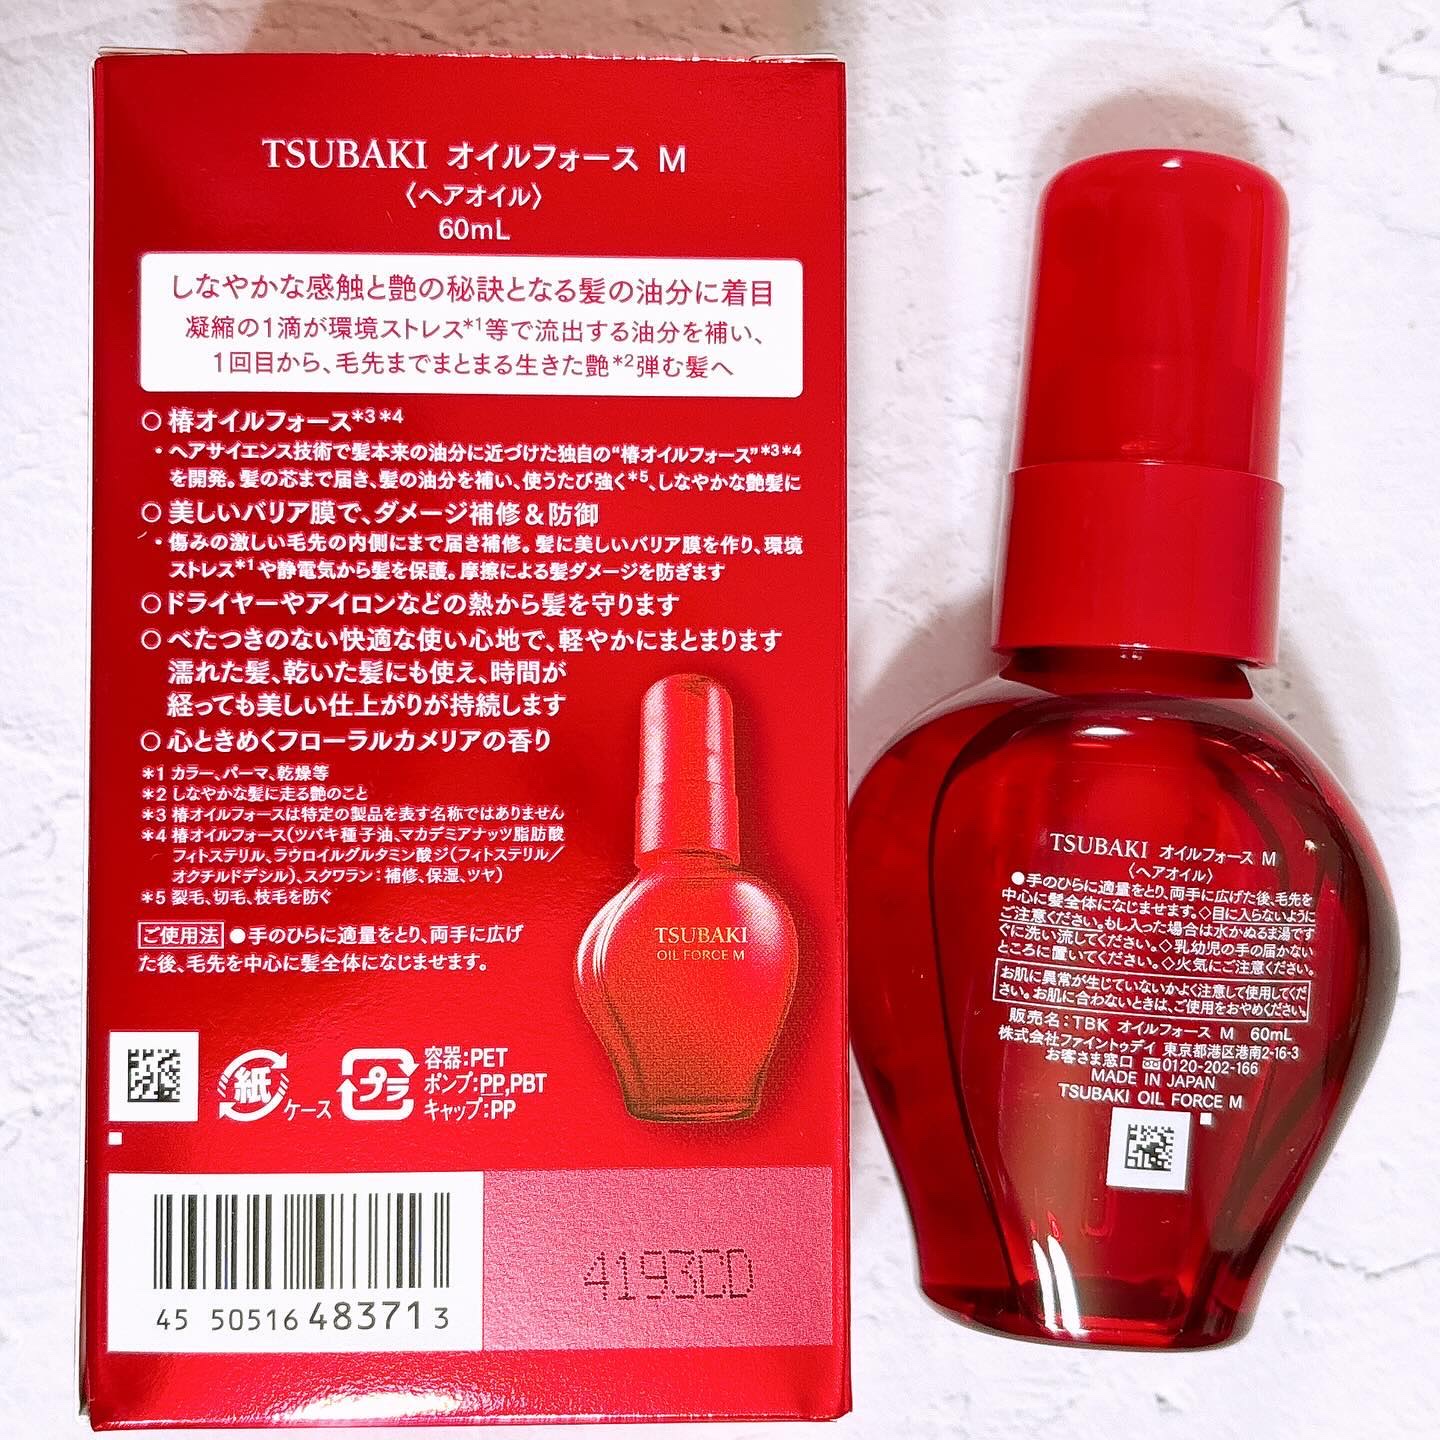 TSUBAKI オイルフォース M
〈ヘアオイル〉
60mL
しなやかな感触と艶の秘訣となる髪の油分に着目
凝縮の1滴が環境ストレス*1等で流出する油分を補い、
1回目から、毛先までまとまる生きた艶*2弾む髪へ
○ 椿オイルフォース*3*4
・ヘアサイエンス技術で髪本来の油分に近づけた独自の“椿オイルフォース”*3*4
を開発。髪の芯まで届き、髪の油分を補い、使うたび強く*5、しなやかな艶髪に
○ 美しいバリア膜で、ダメージ補修＆防御
・傷みの激しい毛先の内側にまで届き補修。髪に美しいバリア膜を作り、環境
ストレス*1や静電気から髪を保護。摩擦による髪ダメージを防ぎます
○ ドライヤーやアイロンなどの熱から髪を守ります
○ べたつきのない快適な使い心地で、軽やかにまとまります
濡れた髪、乾いた髪にも使え、時間が
経っても美しい仕上がりが持続します
○ 心ときめくフローラルカメリアの香り
*1 カラー、パーマ、乾燥等
*2 しなやかな髪に走る艶のこと
*3 椿オイルフォースは特定の製品を表す名称ではありません
*4 椿オイルフォース（ツバキ種子油、マカデミアナッツ脂肪酸
フィトステリル、ラウロイルグルタミン酸ジ（フィトステリル／
オクチルドデシル）、スクワラン：補修、保湿、ツヤ）
*5 裂毛、切毛、枝毛を防ぐ
ご使用法 ●手のひらに適量をとり、両手に広げ
た後、毛先を中心に髪全体になじませます。
TSUBAKI
OIL FORCE M
紙
ケース
プラ
容器:PET
ポンプ:PP,PBT
キャップ:PP
45 50516 48371 3
4193CD
TSUBAKI オイルフォース M
〈ヘアオイル〉
●手のひらに適量をとり、両手に広げた後、毛先を
中心に髪全体になじませます。◇目に入らないように
ご注意ください。もし入った場合は水かぬるま湯です
ぐに洗い流してください。◇乳幼児の手の届かない
ところに置いてください。◇火気にご注意ください。
お肌に異常が生じていないかよく注意して使用してくだ
さい。お肌に合わないときは、ご使用をおやめください。
販売名：TBK オイルフォース M 60mL
株式会社ファイントゥデイ 東京都港区港南2-16-3
お客さま窓口 0120-202-166
MADE IN JAPAN
TSUBAKI OIL FORCE M